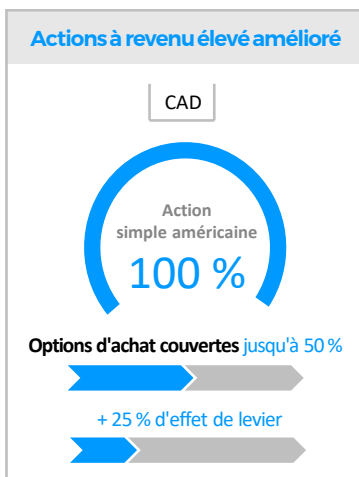 Actions à revenu élevé amélioré
CAD
Action
simple américaine
100 %
Options d'achat couvertes jusqu'à 50 %
+ 25 % d'effet de levier